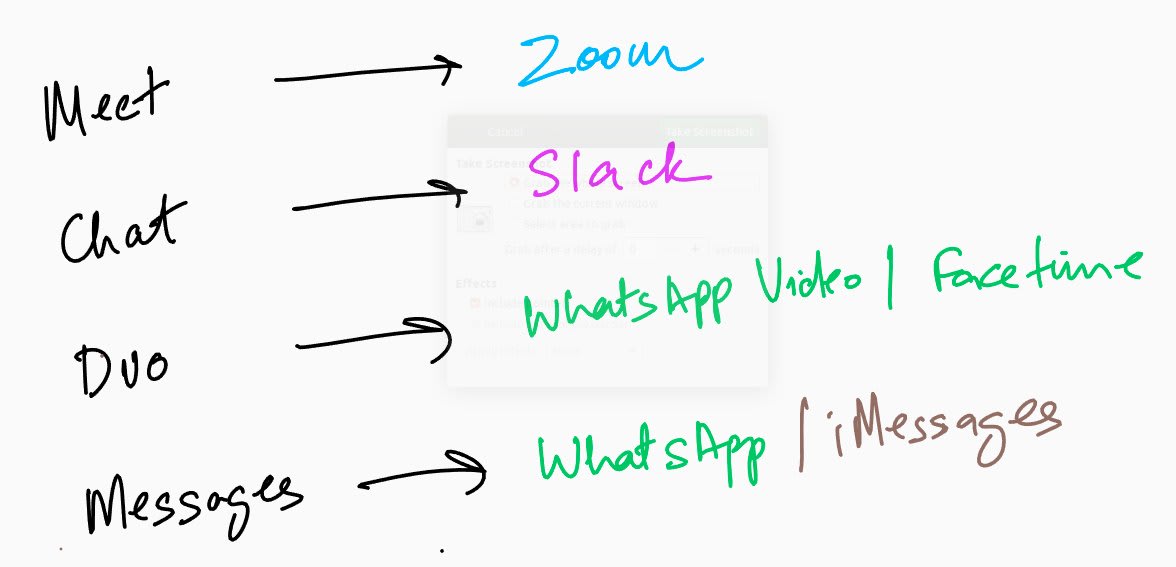 Meet → Zoom
Chat → Slack
Duo → WhatsApp Video / Facetime
Messages → WhatsApp / iMessages
Cancel Take Screenshot
Take Screenshot
Grab the current window
Select area to grab
Grab after a delay of 0 + seconds
Effects